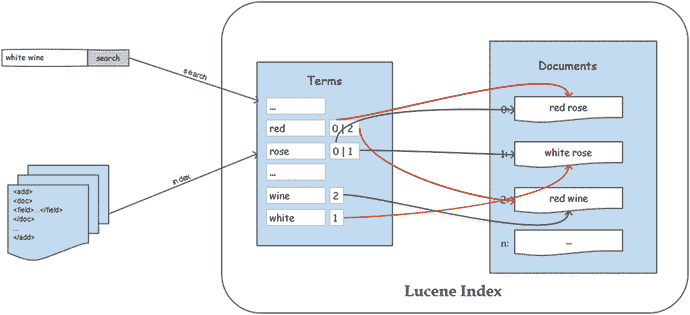 white wine search
search
index
<add>
<doc>
<field>...</field>
</doc>
...
</add>
Terms
...
red 0 | 2
rose 0 | 1
...
wine 2
white 1
Documents
0: red rose
1: white rose
2: red wine
n: ...
Lucene Index